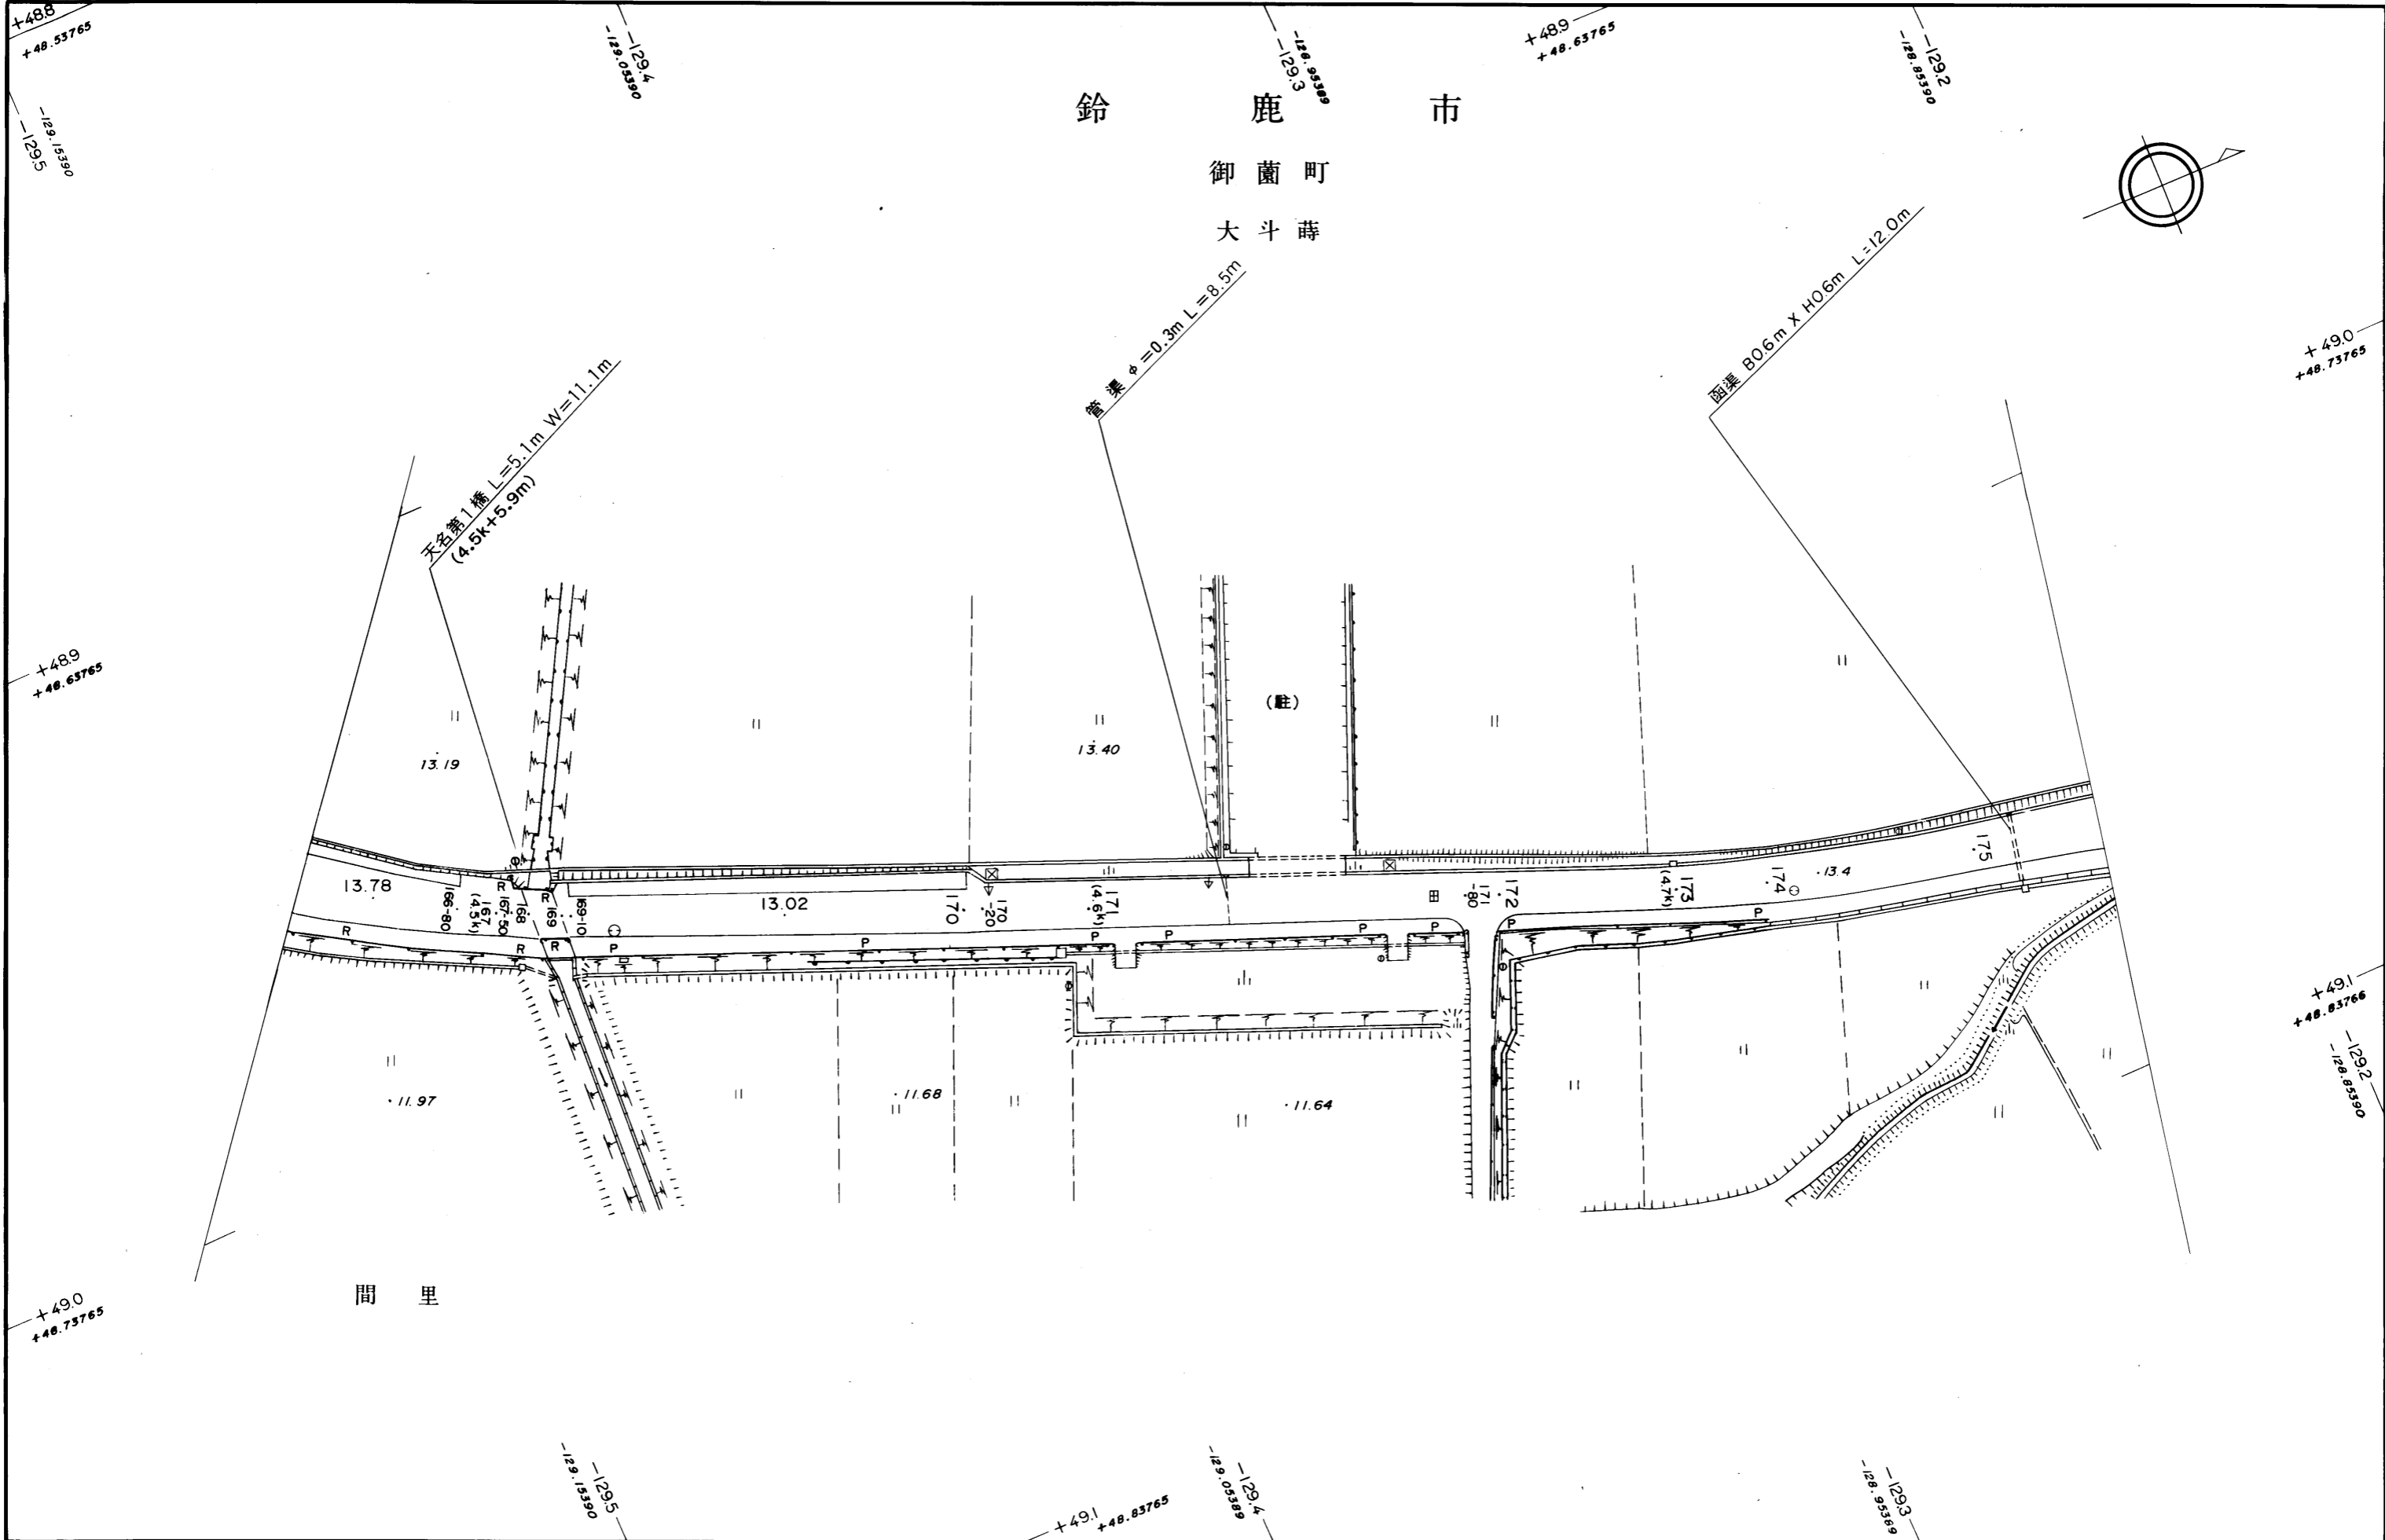 +48.8
+48.53765
-129.5
-129.15390
-129.4
-129.05390
-129.3
-128.95389
+48.9
+48.63765
-129.2
-128.85390
鈴鹿市
御薗町
大斗蒔
+49.0
+48.73765
天名第1橋 L=5.1m W=11.1m
(4.5k+5.9m)
管渠 φ=0.3m L=8.5m
函渠 B0.6m X H0.6m L=12.0m
+48.9
+48.63765
13.19
13.40
(駐)
13.78
166-80
167
(4.5k)
167-50
168
169
169-10
13.02
170
170
-20
171
(4.6k)
171
-80
172
173
(4.7k)
174
13.4
175
R
R
R
R
R
P
P
P
P
P
P
P
P
11.97
11.68
11.64
+49.1
+48.83766
-129.2
-128.85390
間里
+49.0
+48.73765
-129.5
-129.15390
+49.1
+48.83765
-129.4
-129.05389
-129.3
-128.95389